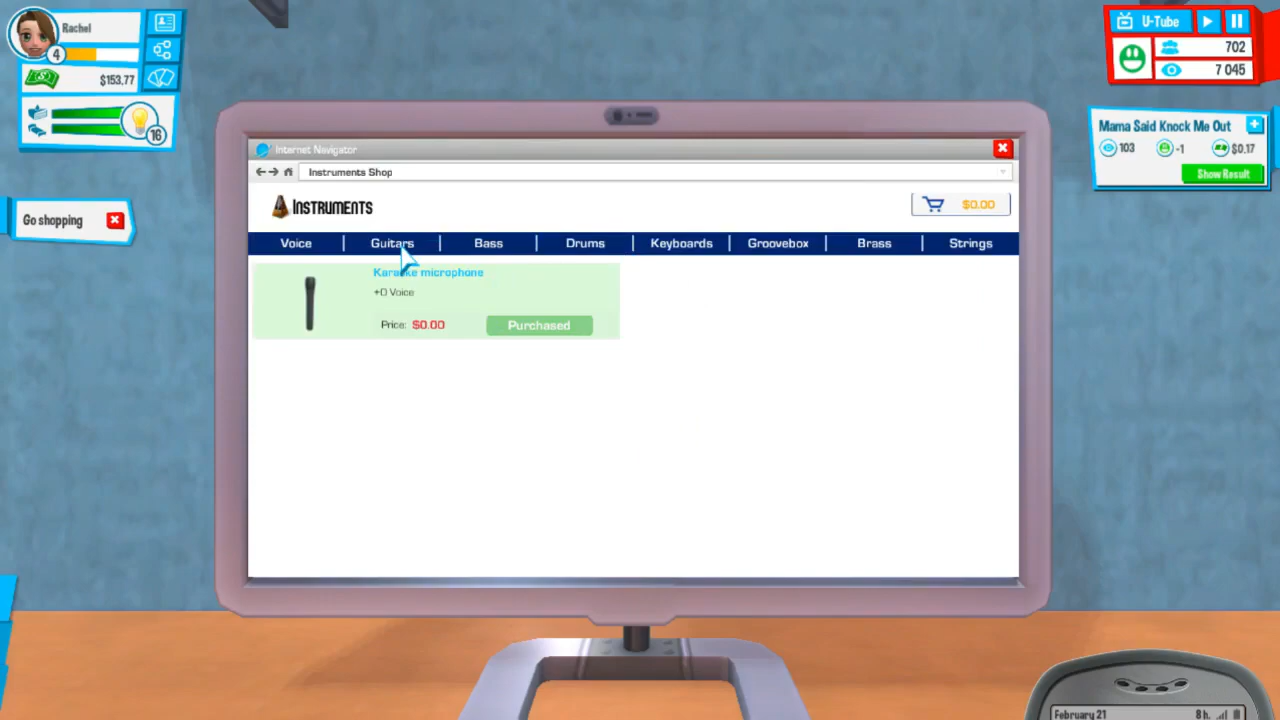 Rachel
4
$153.77
16
U-Tube
702
7 045
Mama Said Knock Me Out
103 -1 $0.17
Show Result
Go shopping
Internet Navigator
Instruments Shop
INSTRUMENTS
$0.00
Voice Guitars Bass Drums Keyboards Groovebox Brass Strings
Karaoke microphone
+0 Voice
Price: $0.00 Purchased
February 21 8h.